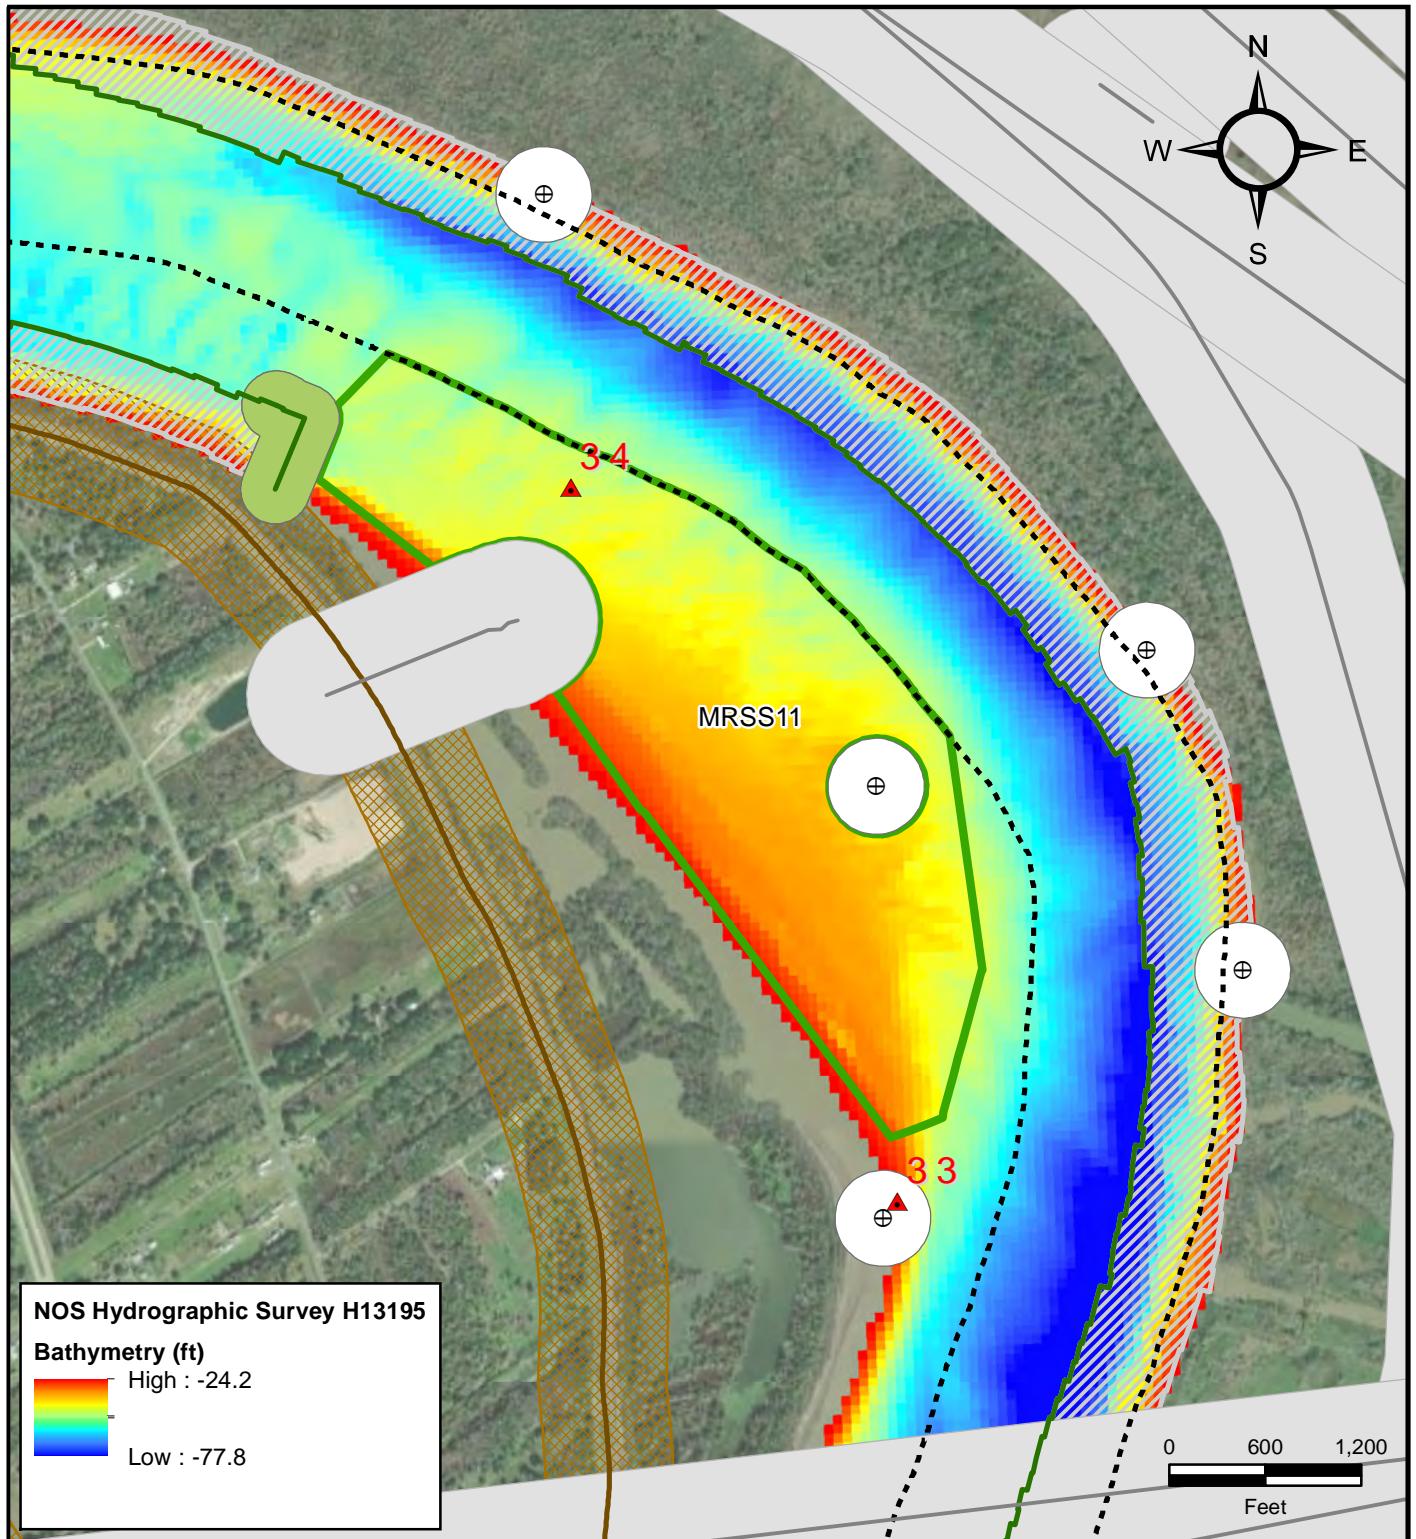 N
W E
S
34
MRSS11
33
NOS Hydrographic Survey H13195
Bathymetry (ft)
High : -24.2
Low : -77.8
0 600 1,200
Feet